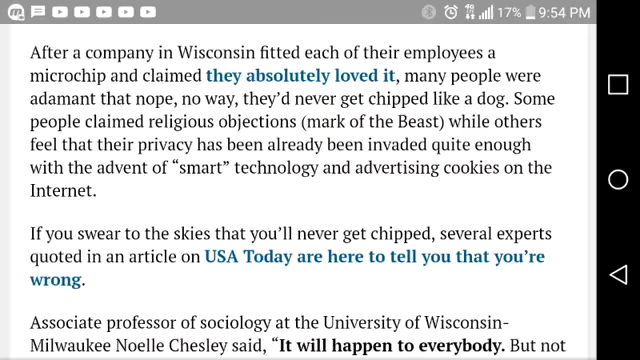 17% 9:54 PM
After a company in Wisconsin fitted each of their employees a
microchip and claimed they absolutely loved it, many people were
adamant that nope, no way, they’d never get chipped like a dog. Some
people claimed religious objections (mark of the Beast) while others
feel that their privacy has been already been invaded quite enough
with the advent of “smart” technology and advertising cookies on the
Internet.
If you swear to the skies that you’ll never get chipped, several experts
quoted in an article on USA Today are here to tell you that you’re
wrong.
Associate professor of sociology at the University of Wisconsin-
Milwaukee Noelle Chesley said, “It will happen to everybody. But not